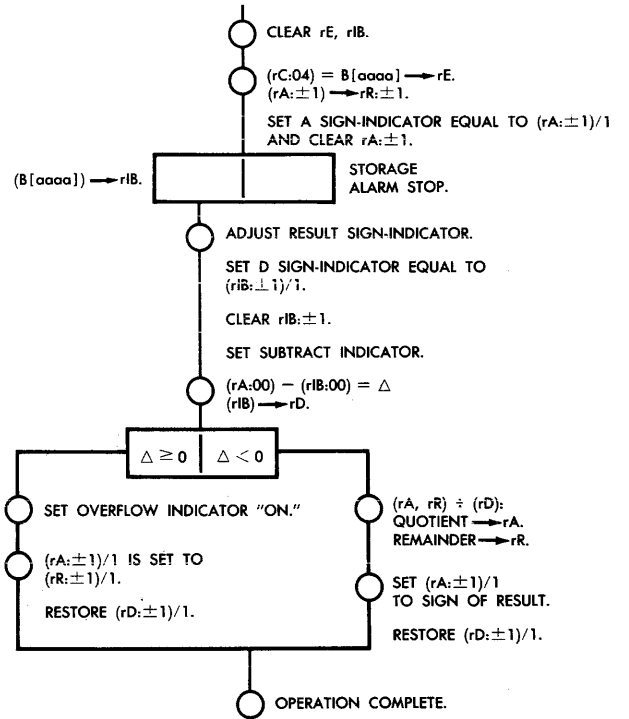 CLEAR rE, rIB.
(rC:04) = B[aaaa]→rE.
(rA:±1)→rR:±1.
SET A SIGN-INDICATOR EQUAL TO (rA:±1)/1
AND CLEAR rA:±1.
(B[aaaa])→rIB.
STORAGE
ALARM STOP.
ADJUST RESULT SIGN-INDICATOR.
SET D SIGN-INDICATOR EQUAL TO
(rIB:±1)/1.
CLEAR rIB:±1.
SET SUBTRACT INDICATOR.
(rA:00) − (rIB:00) = △
(rIB)→rD.
△ ≥ 0 △ < 0
SET OVERFLOW INDICATOR "ON."
(rA:±1)/1 IS SET TO
(rR:±1)/1.
RESTORE (rD:±1)/1.
(rA, rR) ÷ (rD):
QUOTIENT→rA.
REMAINDER→rR.
SET (rA:±1)/1
TO SIGN OF RESULT.
RESTORE (rD:±1)/1.
OPERATION COMPLETE.